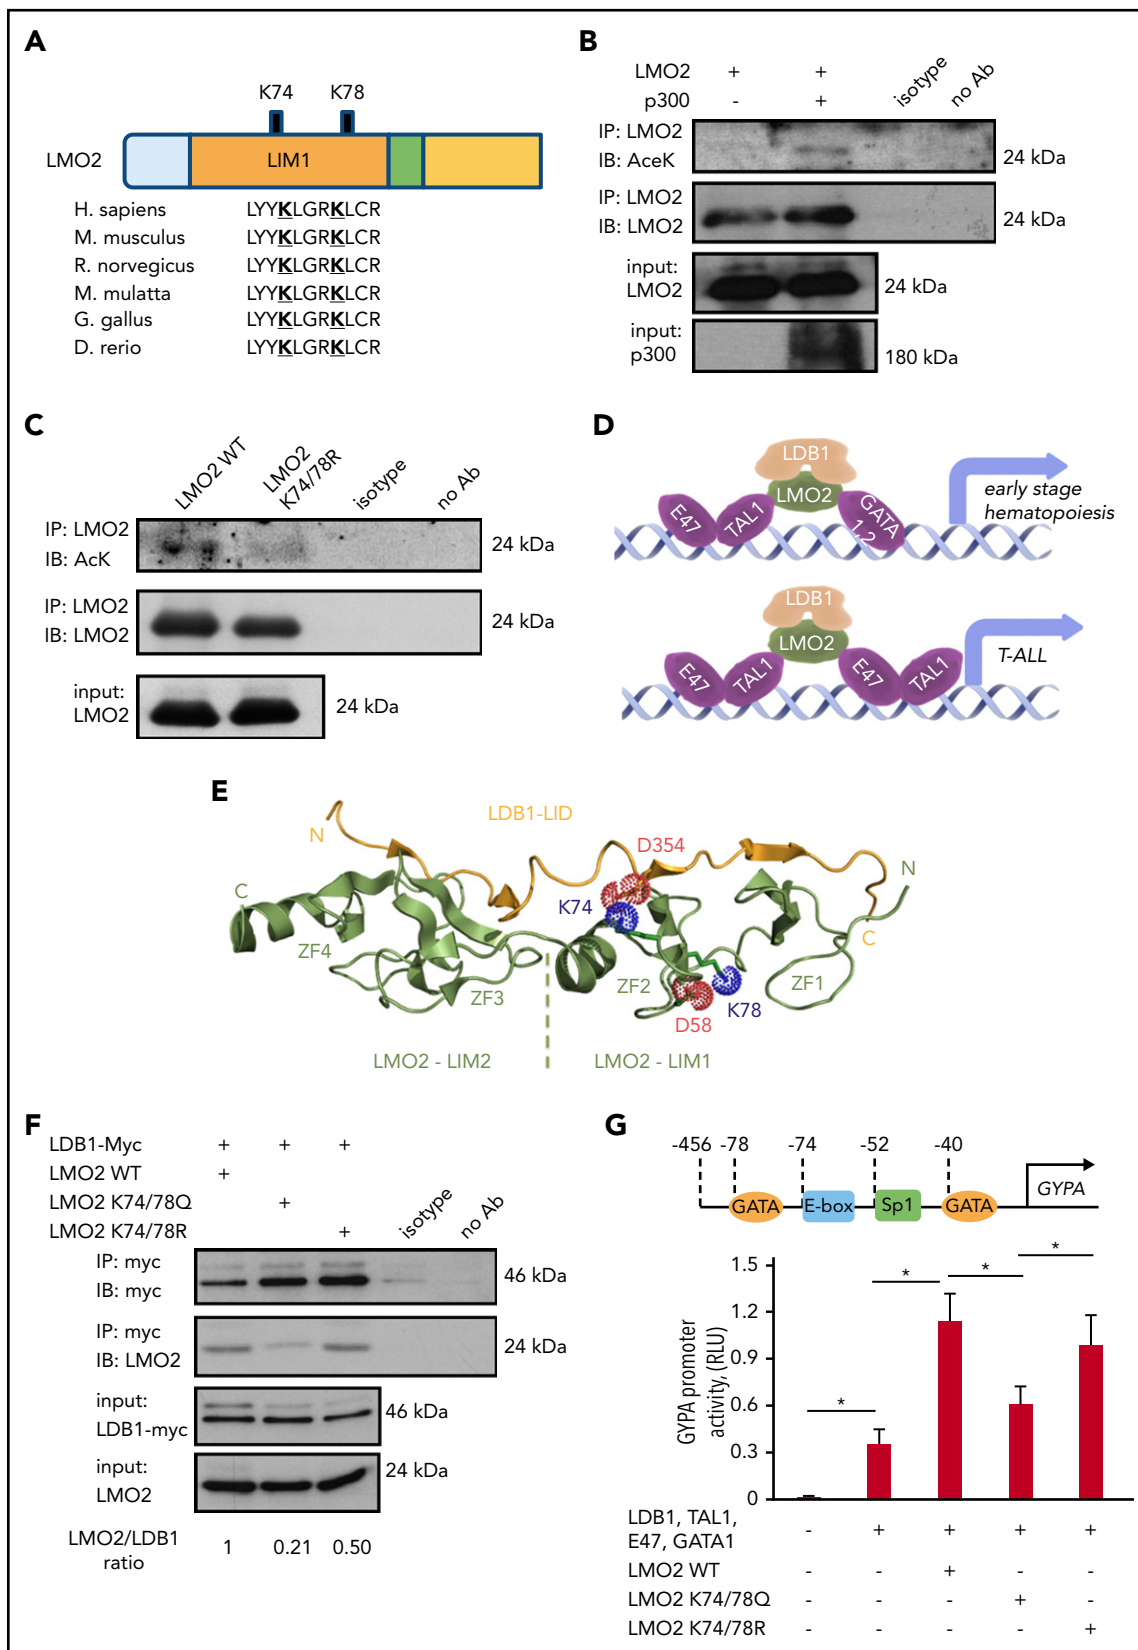 A
K74 K78
LMO2 LIM1
H. sapiens LYYKLGRKLCR
M. musculus LYYKLGRKLCR
R. norvegicus LYYKLGRKLCR
M. mulatta LYYKLGRKLCR
G. gallus LYYKLGRKLCR
D. rerio LYYKLGRKLCR
B
LMO2 + +
p300 - + isotype no Ab
IP: LMO2
IB: AceK 24 kDa
IP: LMO2
IB: LMO2 24 kDa
input:
LMO2 24 kDa
input:
p300 180 kDa
C
LMO2 WT LMO2 K74/78R isotype no Ab
IP: LMO2
IB: AcK 24 kDa
IP: LMO2
IB: LMO2 24 kDa
input:
LMO2 24 kDa
D
LDB1
LMO2
E47 TAL1 GATA 1,2
early stage
hematopoiesis
LDB1
LMO2
E47 TAL1 E47 TAL1
T-ALL
E
N LDB1-LID D354 N
C K74 C
ZF4 ZF3 ZF2 ZF1
D58 K78
LMO2 - LIM2 LMO2 - LIM1
F
LDB1-Myc + + +
LMO2 WT +
LMO2 K74/78Q +
LMO2 K74/78R + isotype no Ab
IP: myc
IB: myc 46 kDa
IP: myc
IB: LMO2 24 kDa
input:
LDB1-myc 46 kDa
input:
LMO2 24 kDa
LMO2/LDB1
ratio 1 0.21 0.50
G
-456 -78 -74 -52 -40
GATA E-box Sp1 GATA GYPA
GYPA promoter
activity, (RLU)
1.5
1.2
0.9
0.6
0.3
0
* * * *
LDB1, TAL1,
E47, GATA1 - + + + +
LMO2 WT - - + - -
LMO2 K74/78Q - - - + -
LMO2 K74/78R - - - - +